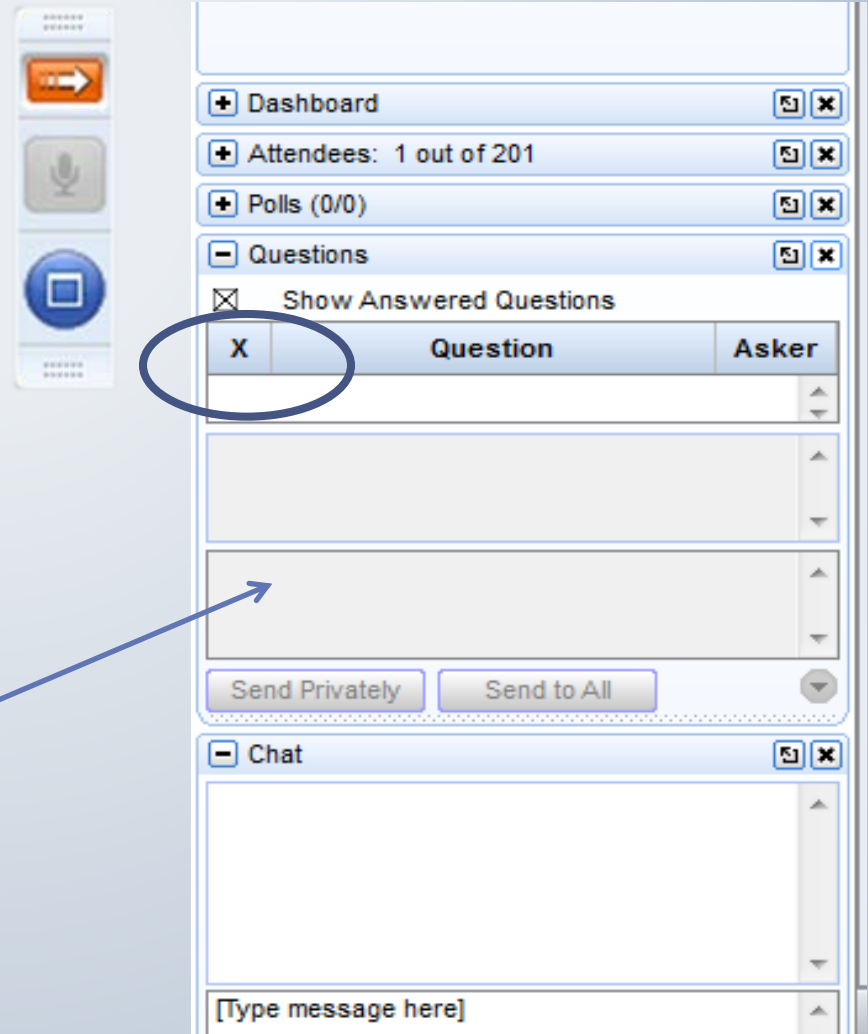 Dashboard
Attendees: 1 out of 201
Polls (0/0)
Questions
Show Answered Questions
X Question Asker
Send Privately Send to All
Chat
[Type message here]